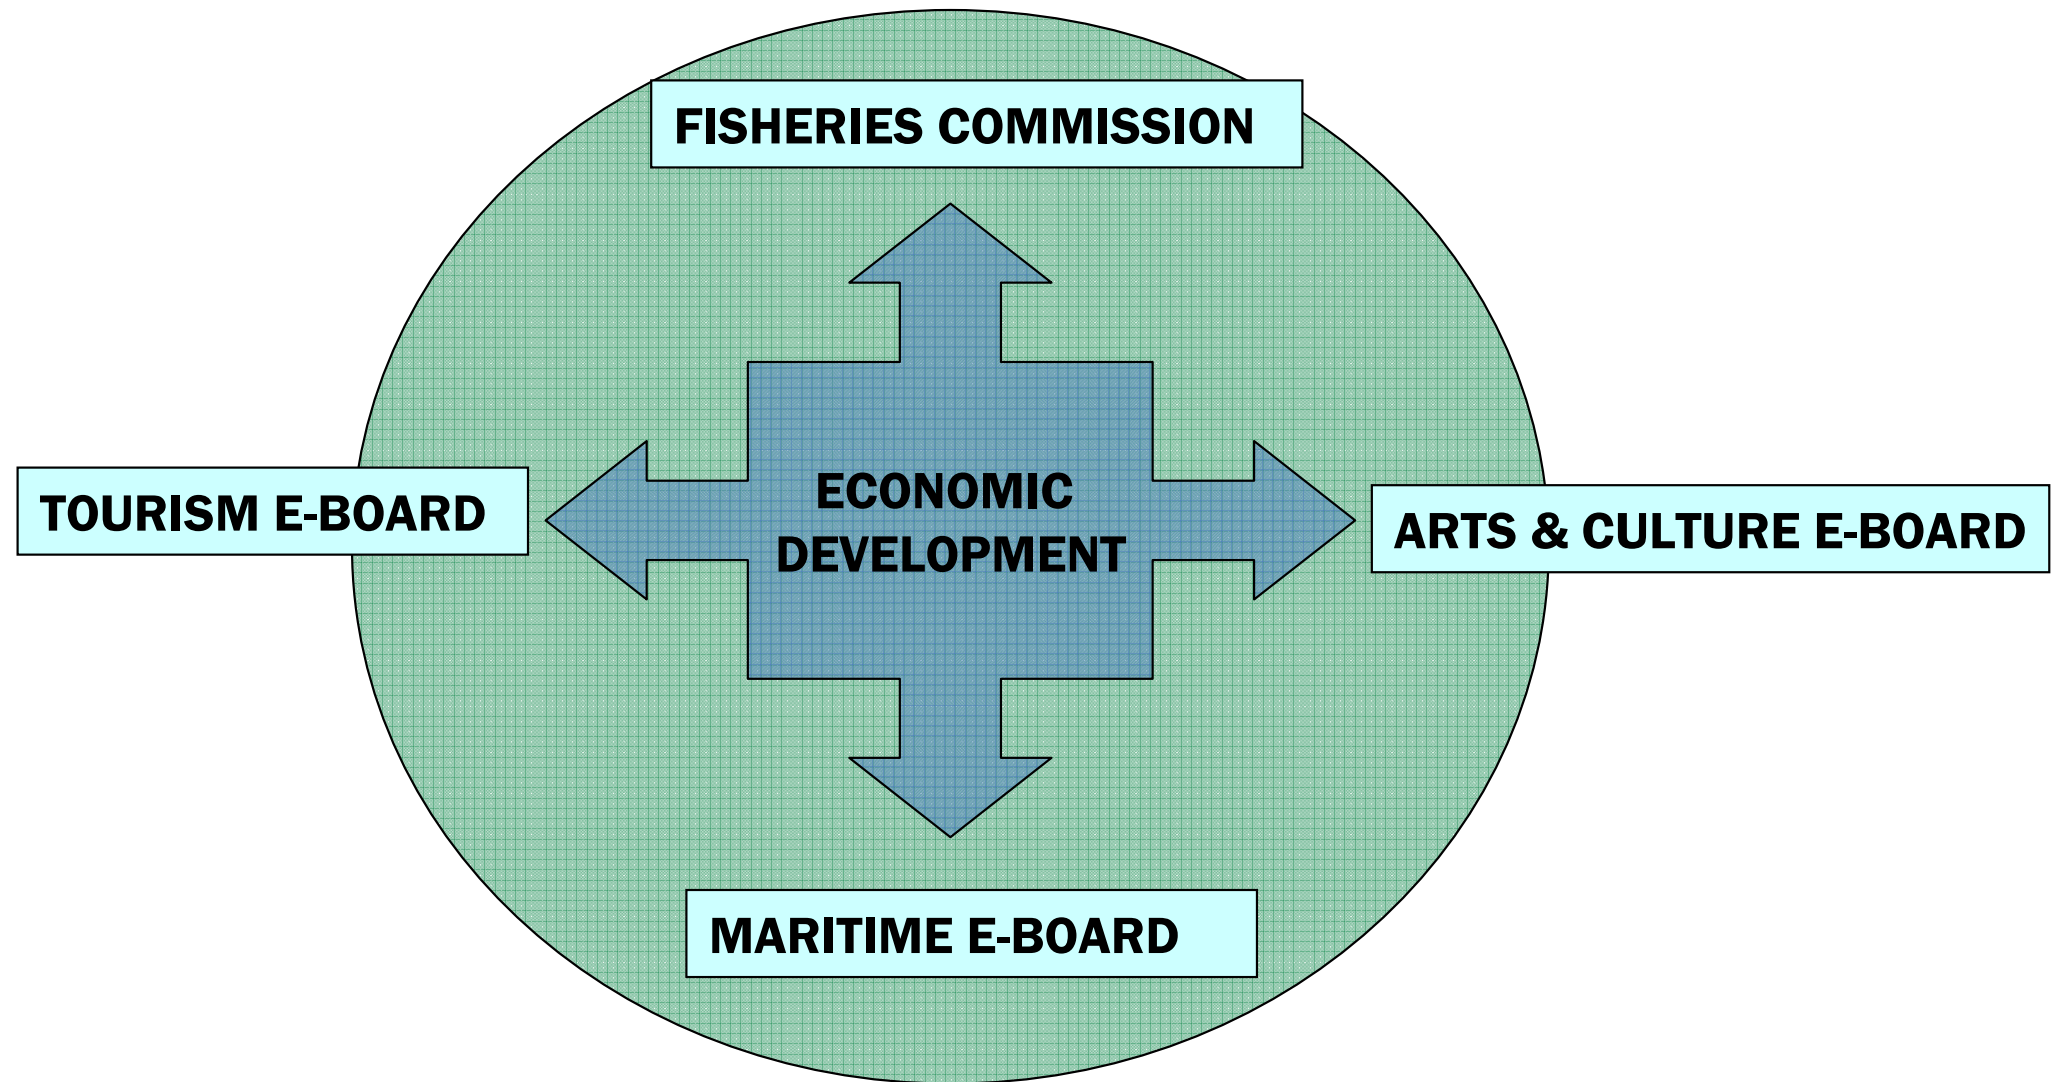 FISHERIES COMMISSION
TOURISM E-BOARD
ECONOMIC
DEVELOPMENT
ARTS & CULTURE E-BOARD
MARITIME E-BOARD